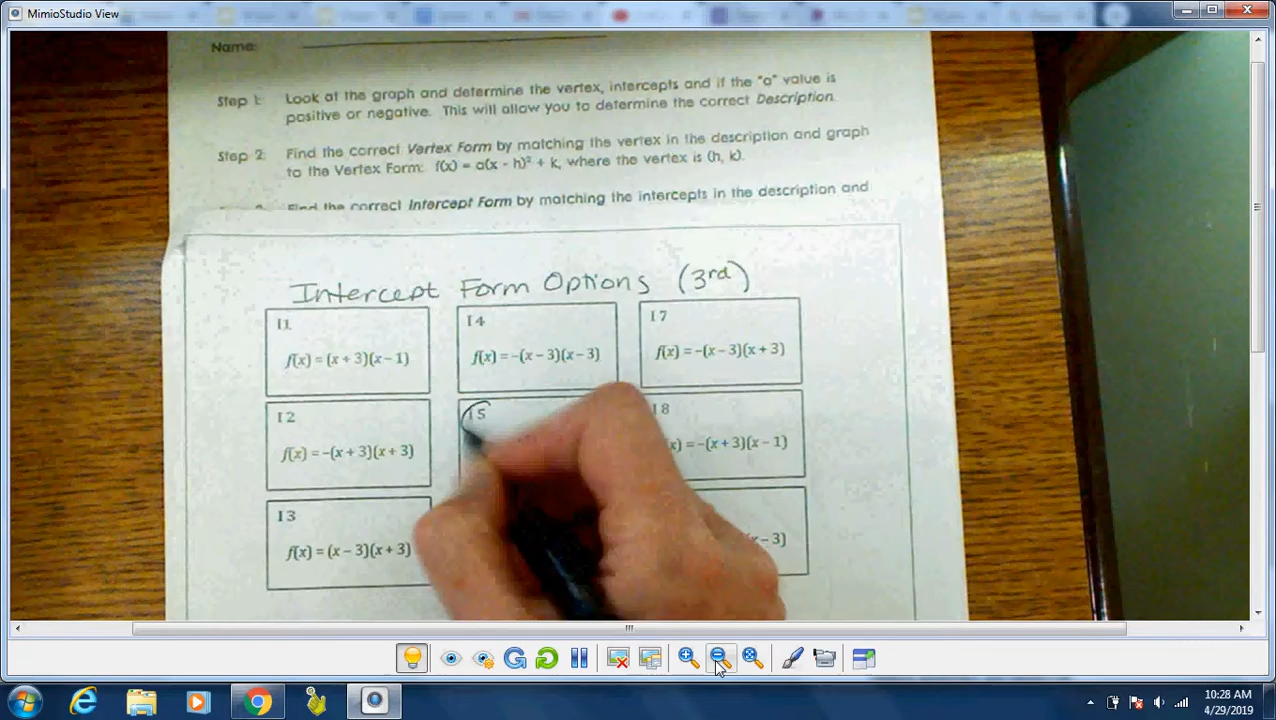 MimioStudio View
Name:
Step 1: Look at the graph and determine the vertex, intercepts and if the "a" value is
positive or negative. This will allow you to determine the correct Description.
Step 2: Find the correct Vertex Form by matching the vertex in the description and graph
to the Vertex Form: f(x) = a(x - h)² + k, where the vertex is (h, k).
Find the correct Intercept Form by matching the intercepts in the description and
Intercept Form Options (3rd)
I1
f(x) = (x + 3)(x − 1)
I4
f(x) = −(x − 3)(x − 3)
I7
f(x) = −(x − 3)(x + 3)
I2
f(x) = −(x + 3)(x + 3)
I5
I8
= −(x + 3)(x − 1)
I3
f(x) = (x − 3)(x + 3)
− 3)
10:28 AM
4/29/2019